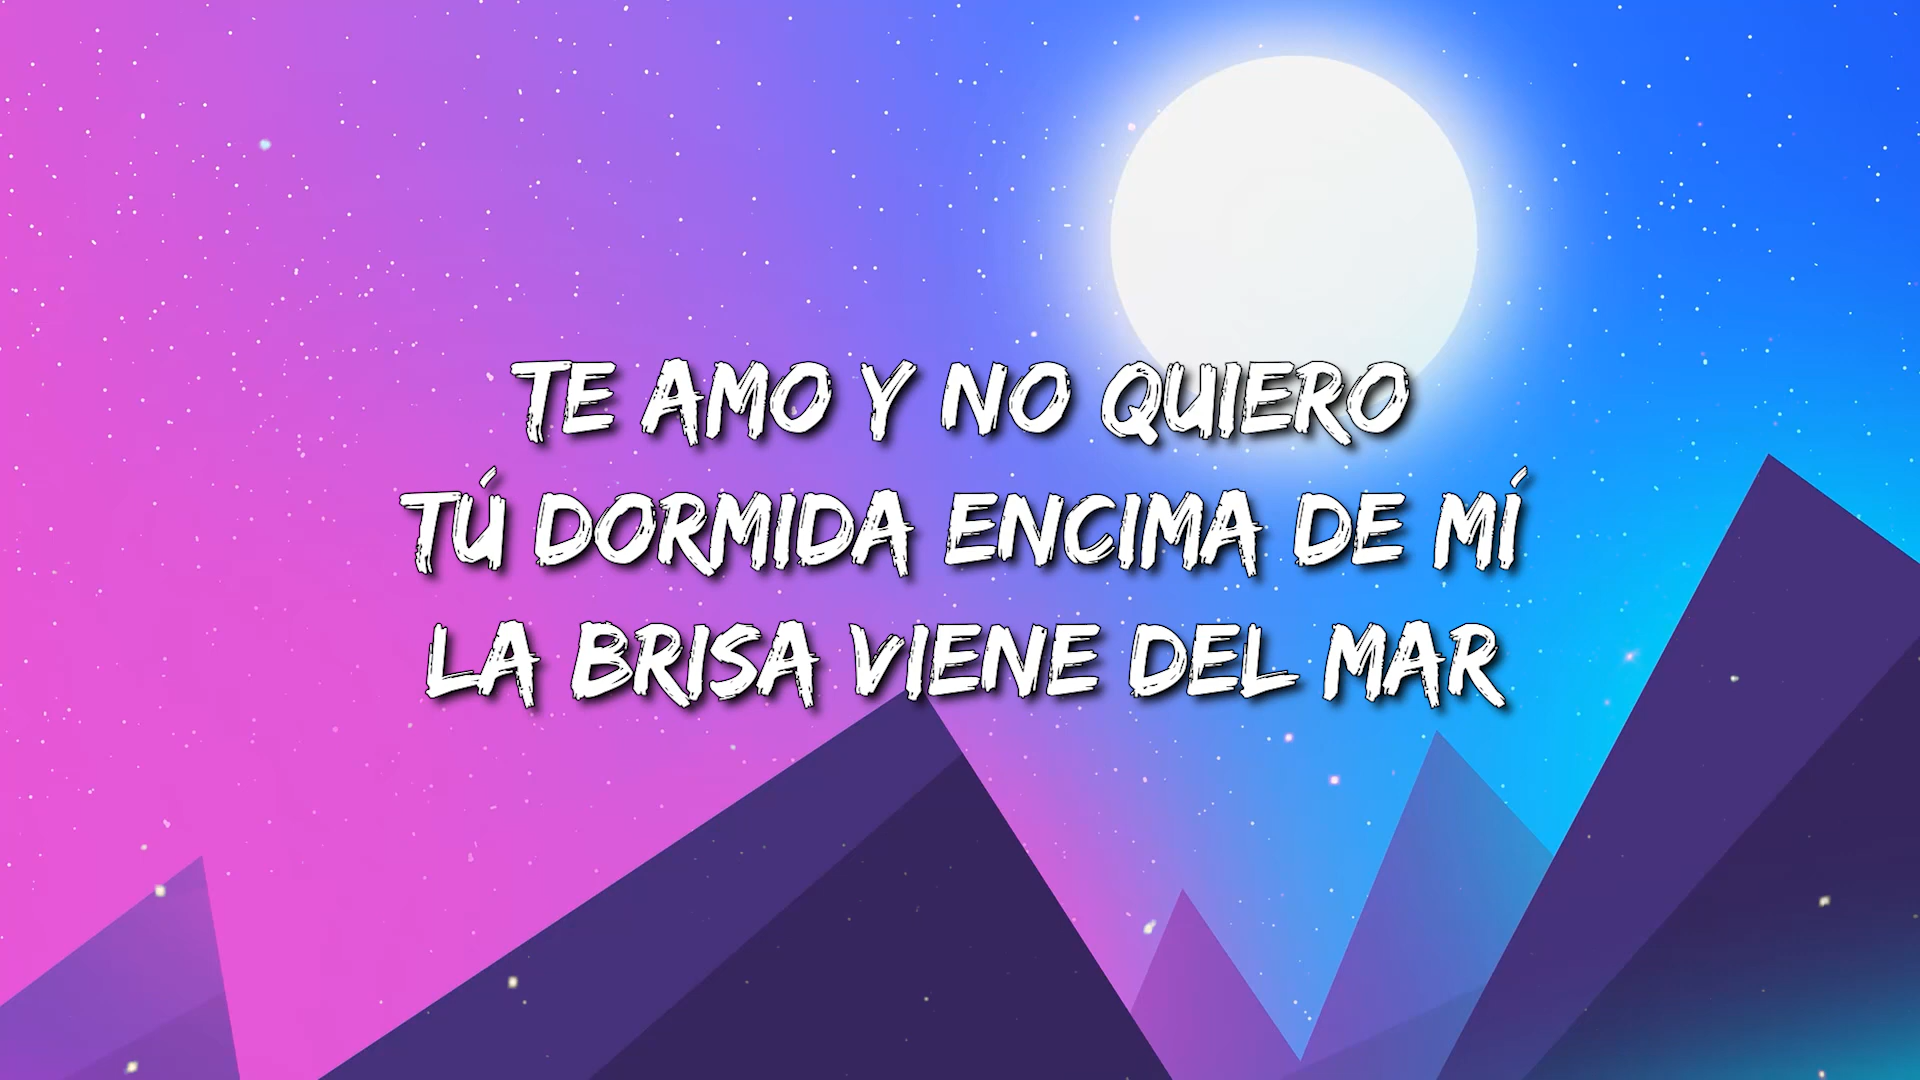 TE AMO Y NO QUIERO
TÚ DORMIDA ENCIMA DE MÍ
LA BRISA VIENE DEL MAR